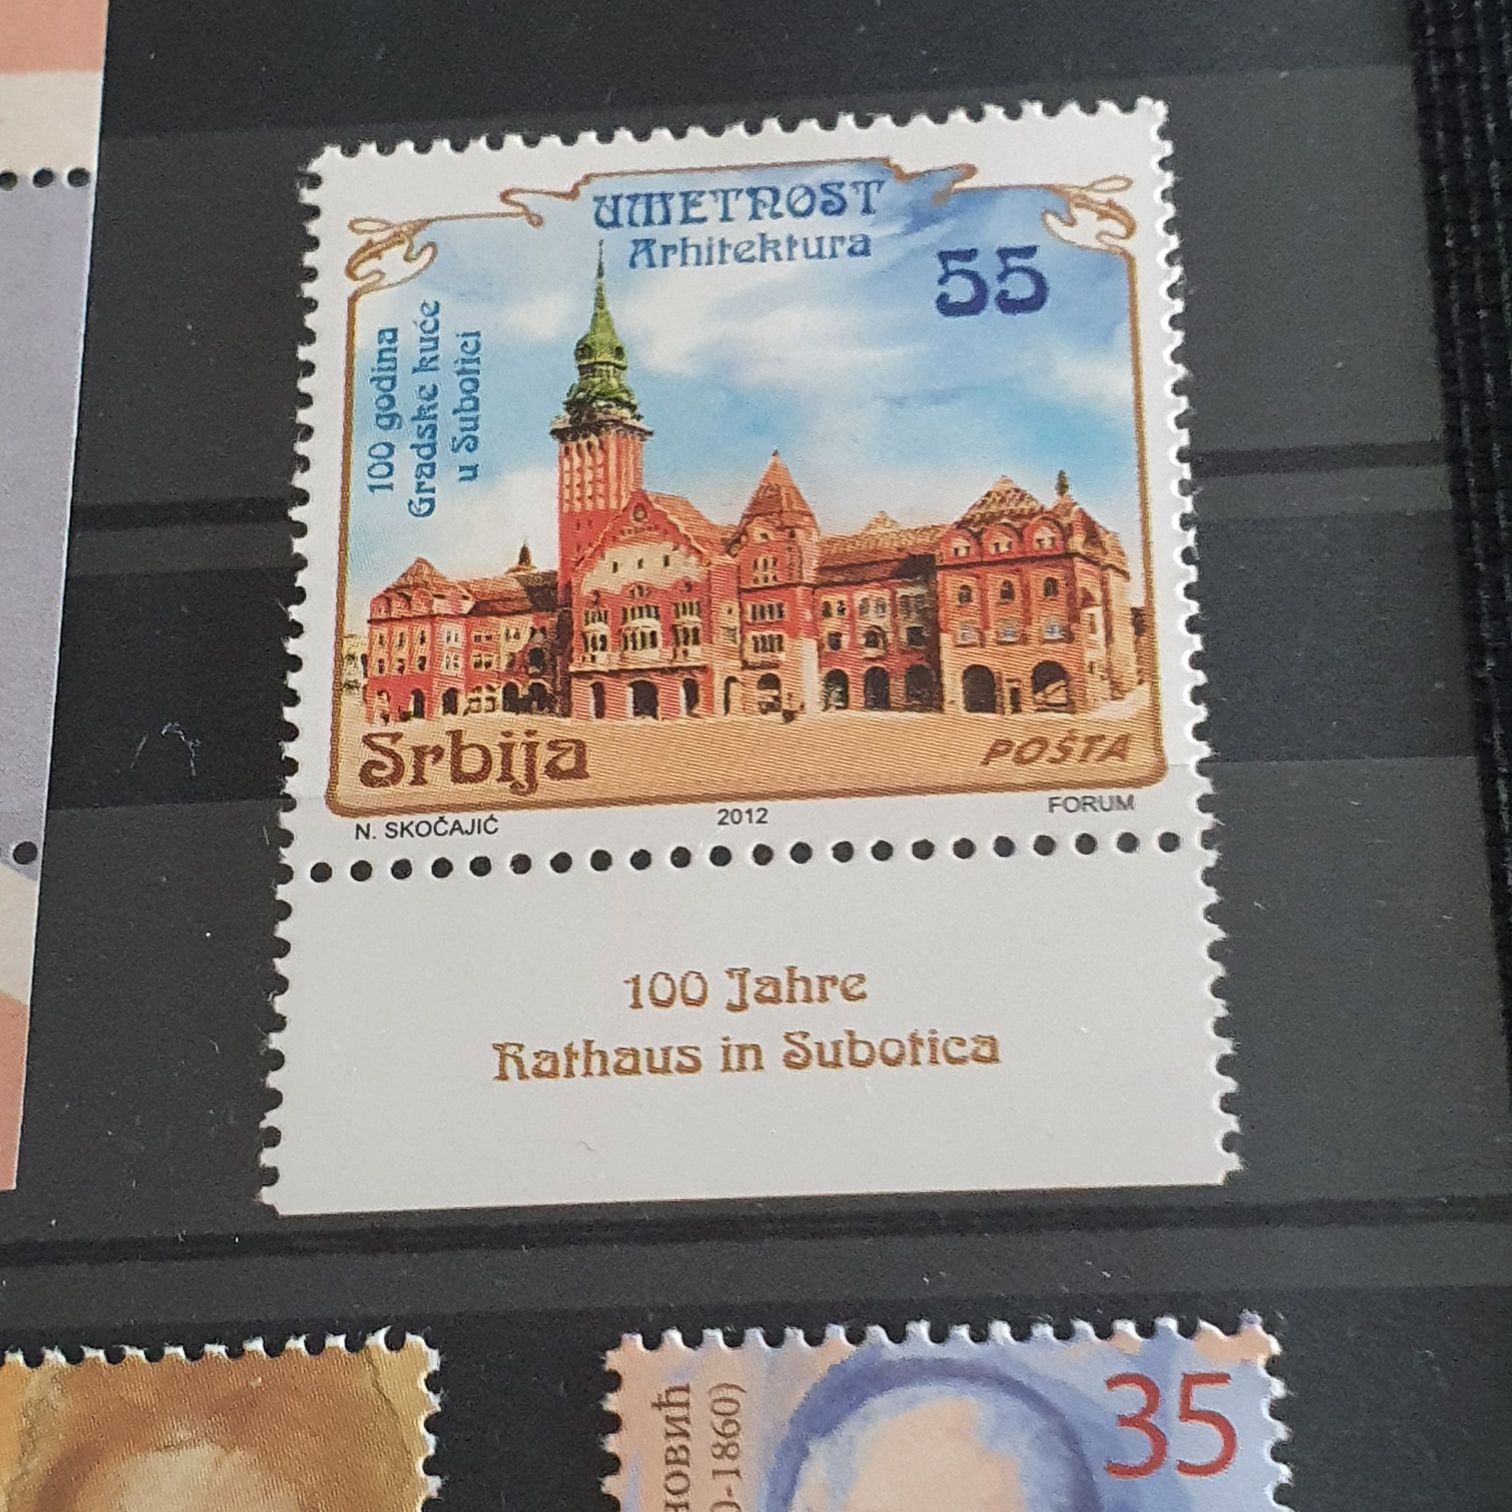 UMETNOST
Arhitektura
55
100 godina
Gradske kuće
u Subotici
Srbija
POŠTA
N. SKOČAJIĆ
2012
FORUM
100 Jahre
Rathaus in Subotica
35